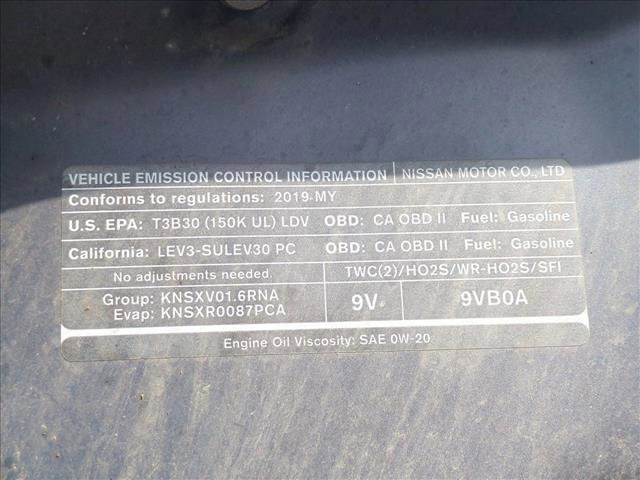 VEHICLE EMISSION CONTROL INFORMATION NISSAN MOTOR CO., LTD
Conforms to regulations: 2019 MY
U.S. EPA: T3B30 (150K UL) LDV OBD: CA OBD II Fuel: Gasoline
California: LEV3-SULEV30 PC OBD: CA OBD II Fuel: Gasoline
No adjustments needed. TWC(2)/HO2S/WR-HO2S/SFI
Group: KNSXV01.6RNA
Evap: KNSXR0087PCA
9V 9VB0A
Engine Oil Viscosity: SAE 0W-20